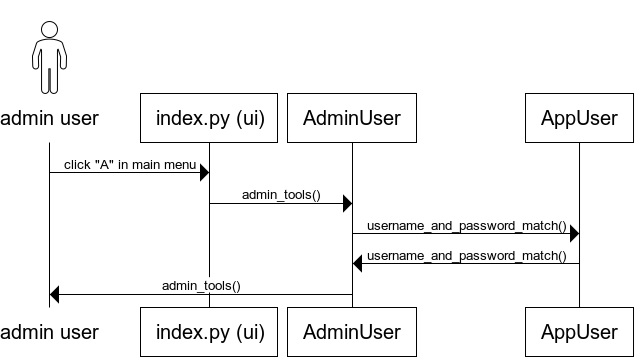 admin user
index.py (ui)
AdminUser
AppUser
click "A" in main menu
admin_tools()
username_and_password_match()
username_and_password_match()
admin_tools()
admin user
index.py (ui)
AdminUser
AppUser